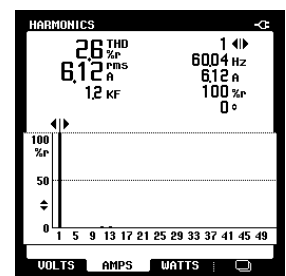 HARMONICS
2.6 THD %r
6.12 rms A
1.2 KF
1
60.04 Hz
6.12 A
100 %r
0 °
100
%r
50
0
1 5 9 13 17 21 25 29 33 37 41 45 49
VOLTS AMPS WATTS